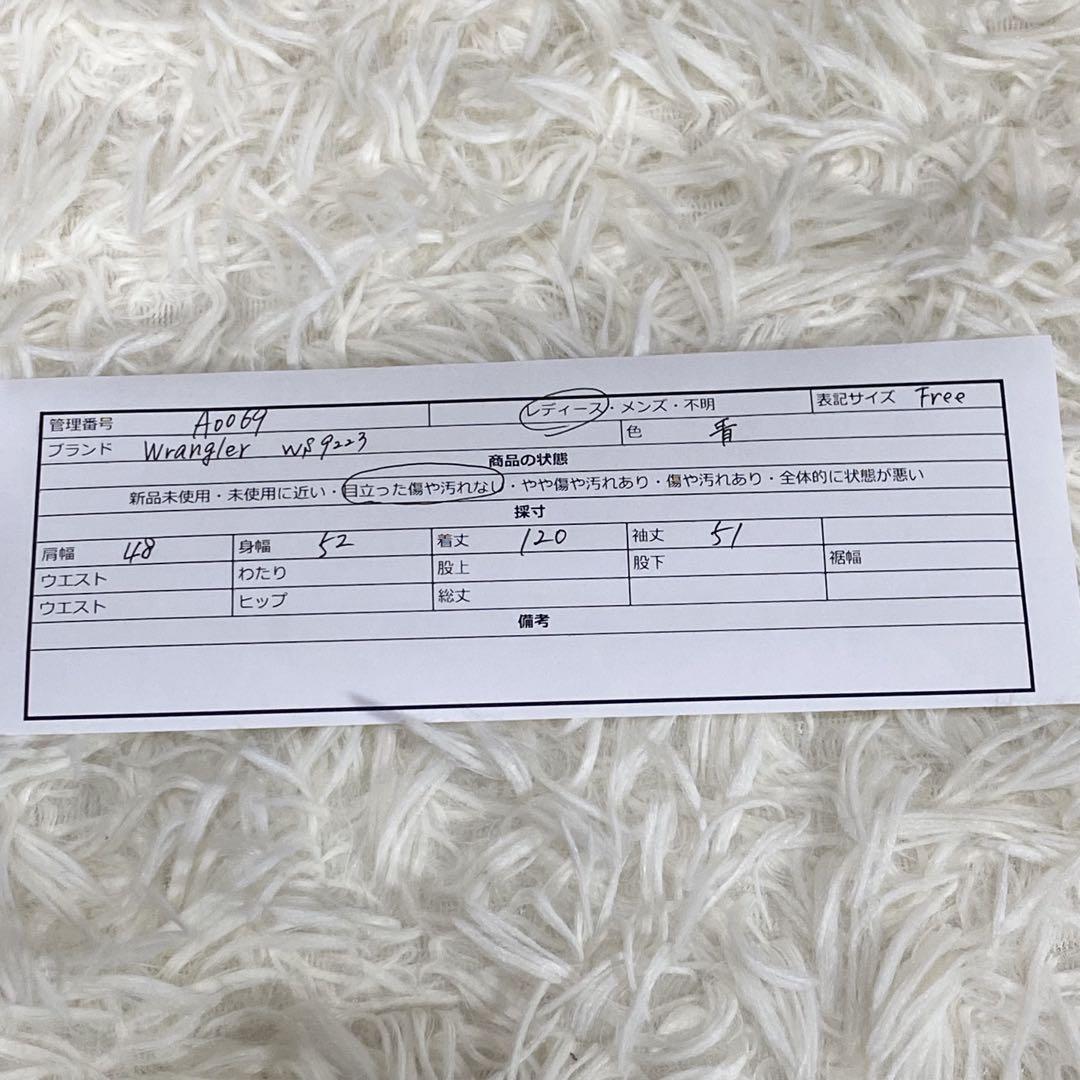 管理番号 A0069 レディース・メンズ・不明 表記サイズ Free
ブランド Wrangler WS9223 色 青
商品の状態
新品未使用・未使用に近い・目立った傷や汚れなし・やや傷や汚れあり・傷や汚れあり・全体的に状態が悪い
採寸
肩幅 48 身幅 52 着丈 120 袖丈 51
ウエスト わたり 股上 股下 裾幅
ウエスト ヒップ 総丈
備考